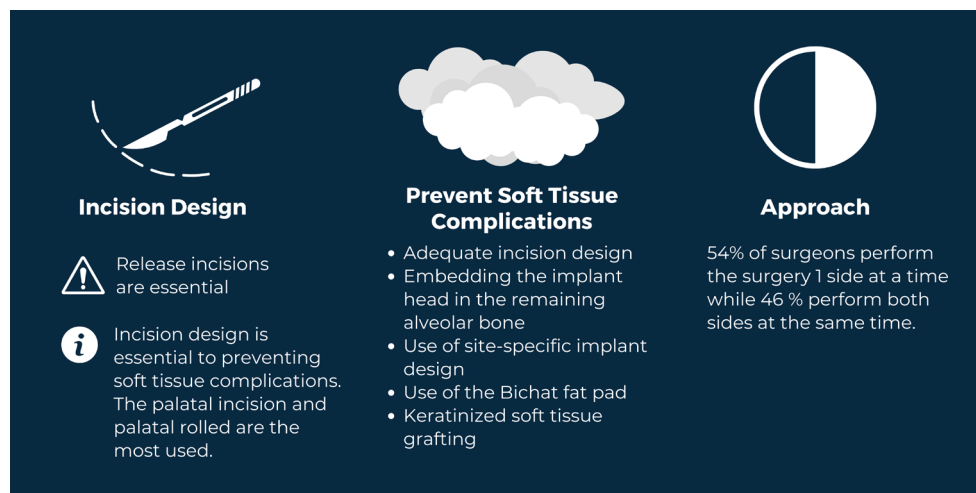 Incision Design
Release incisions
are essential
Incision design is
essential to preventing
soft tissue complications.
The palatal incision and
palatal rolled are the
most used.
Prevent Soft Tissue
Complications
• Adequate incision design
• Embedding the implant
head in the remaining
alveolar bone
• Use of site-specific implant
design
• Use of the Bichat fat pad
• Keratinized soft tissue
grafting
Approach
54% of surgeons perform
the surgery 1 side at a time
while 46 % perform both
sides at the same time.